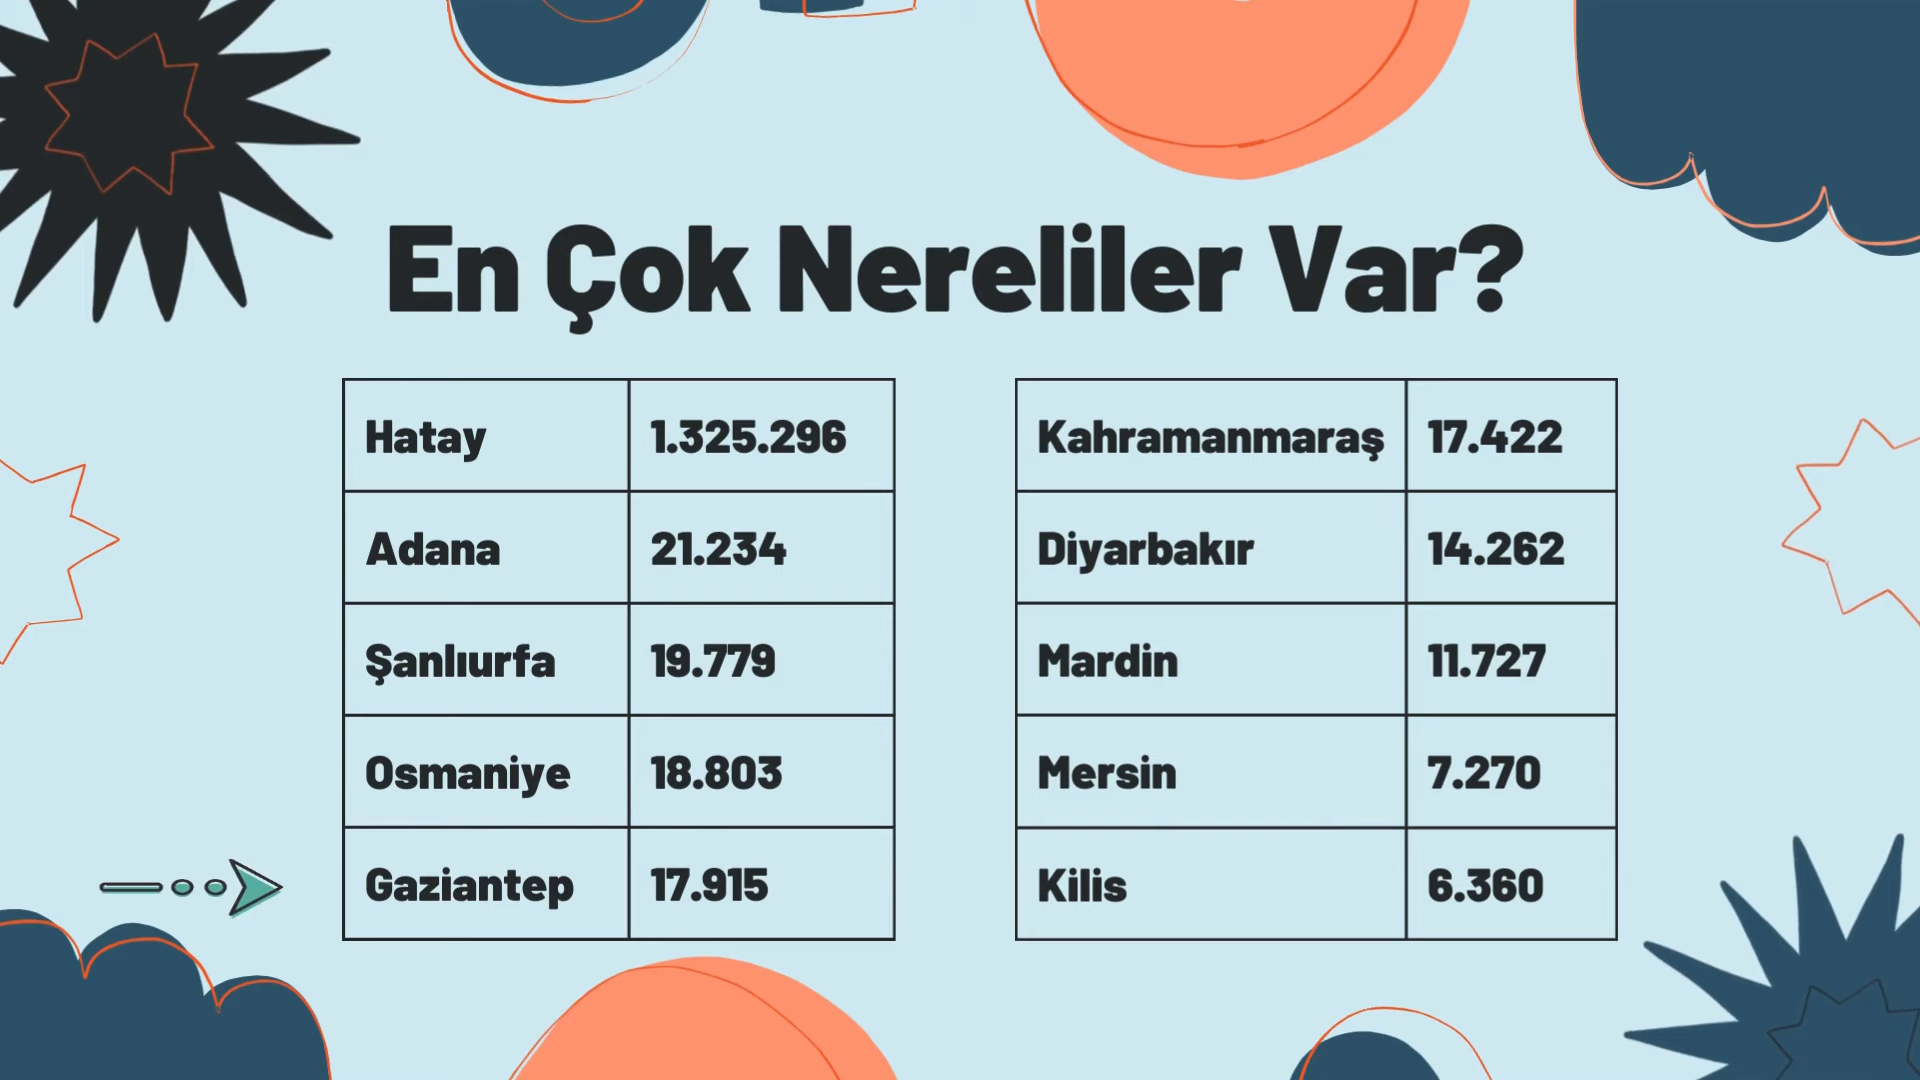 En Çok Nereliler Var?
Hatay 1.325.296
Adana 21.234
Şanlıurfa 19.779
Osmaniye 18.803
Gaziantep 17.915
Kahramanmaraş 17.422
Diyarbakır 14.262
Mardin 11.727
Mersin 7.270
Kilis 6.360